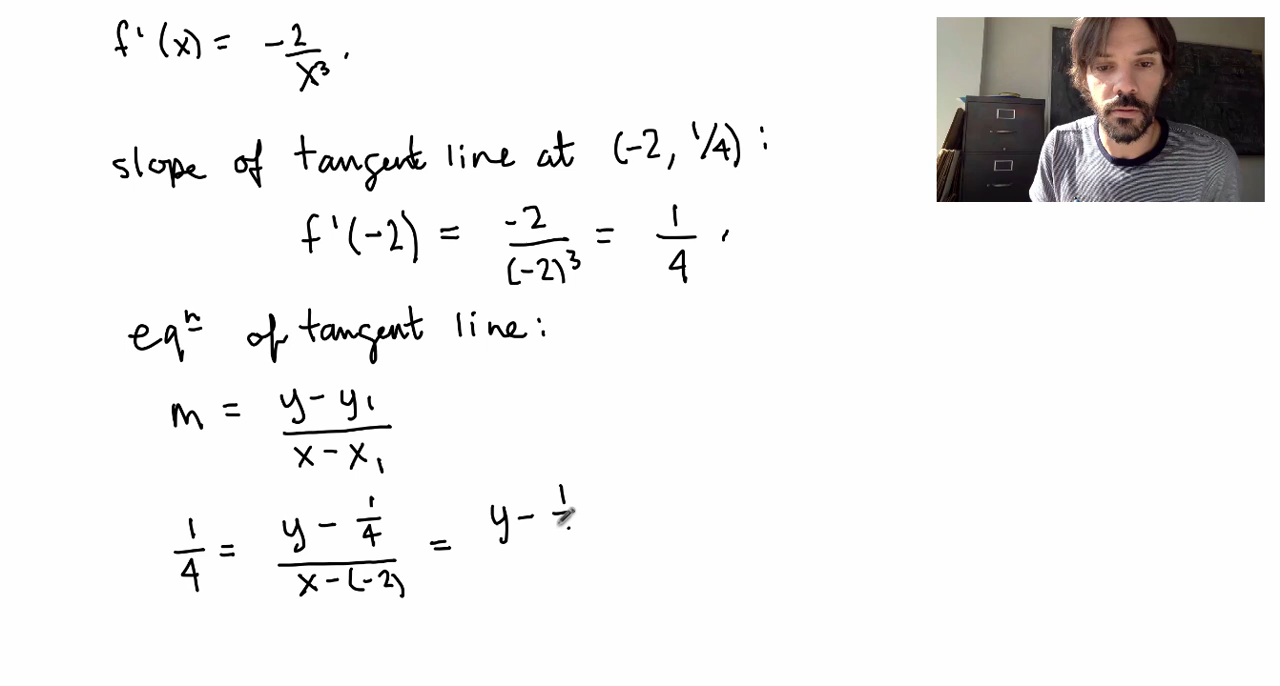 f'(x) = -2/x³.
slope of tangent line at (-2, 1/4):
f'(-2) = -2/(-2)³ = 1/4.
eqⁿ of tangent line:
m = (y - y₁)/(x - x₁)
1/4 = (y - 1/4)/(x - (-2)) = y - 1